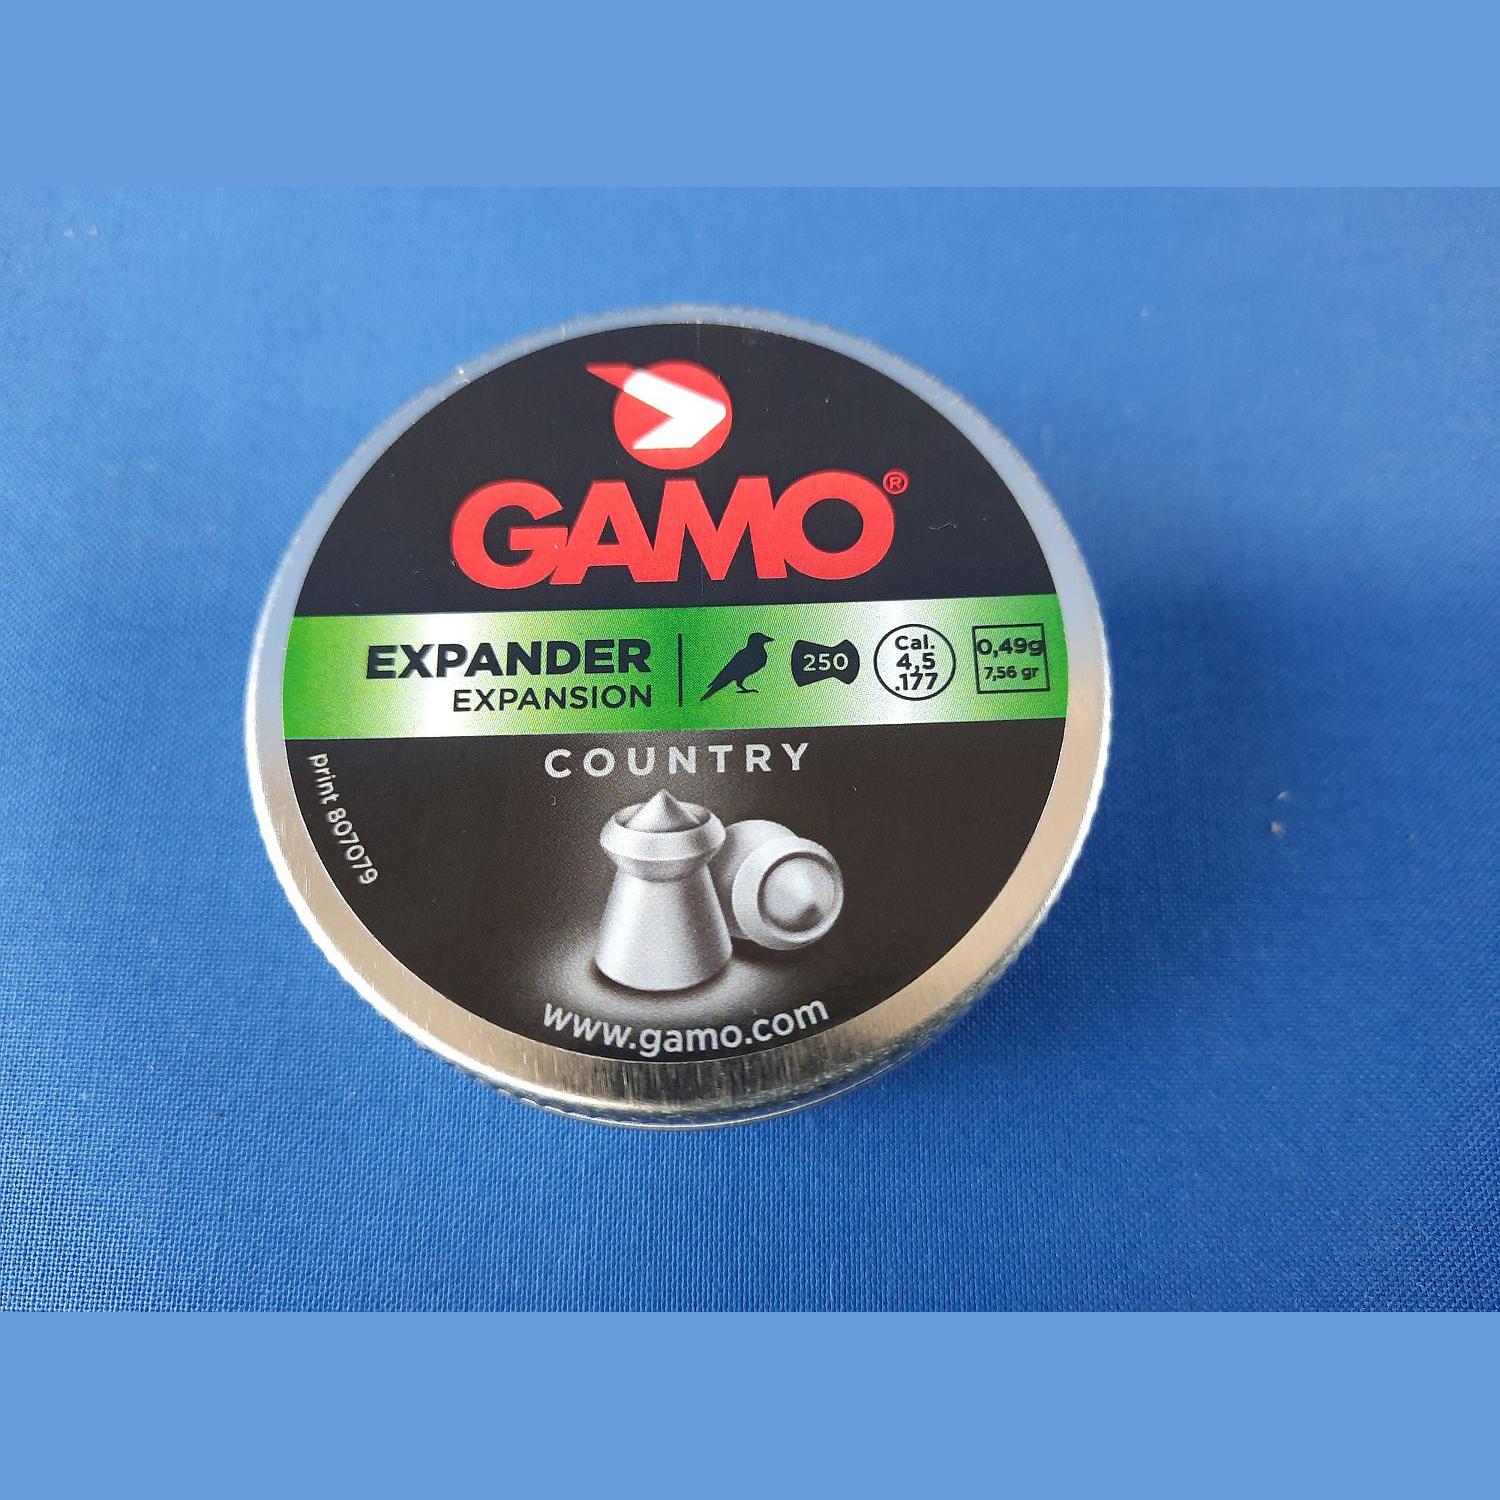 GAMO®
EXPANDER
EXPANSION
250
Cal.
4,5
.177
0,49g
7,56 gr
COUNTRY
print 807079
www.gamo.com